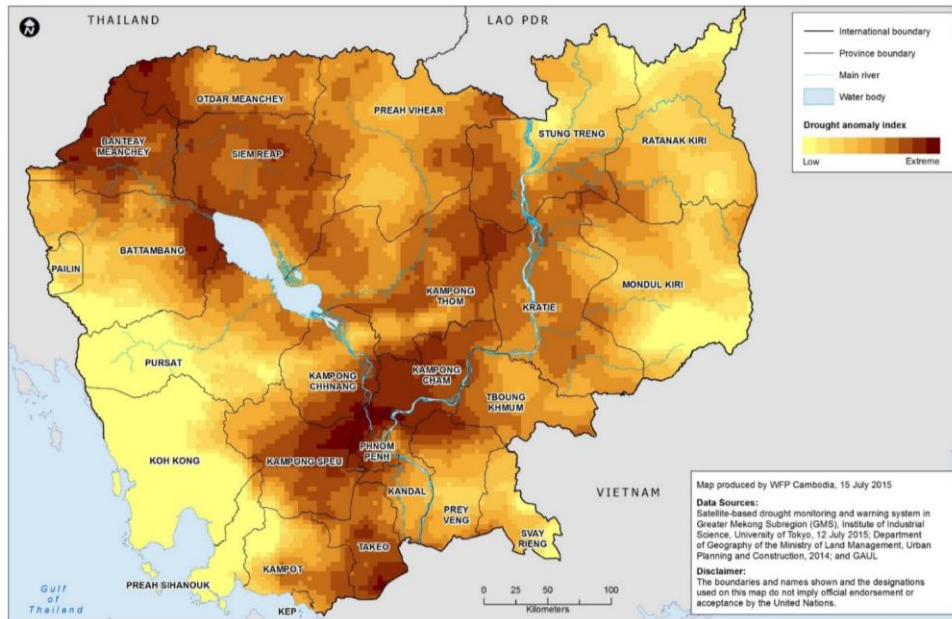 THAILAND
LAO PDR
N
OTDAR MEANCHEY
PREAH VIHEAR
STUNG TRENG
RATANAK KIRI
BANTEAY
MEANCHEY
SIEM REAP
BATTAMBANG
PAILIN
MONDUL KIRI
KAMPONG
THOM
KRATIE
PURSAT
KAMPONG
CHHNANG
KAMPONG
CHAM
TBOUNG
KHMUM
PHNOM
PENH
KOH KONG
KAMPONG SPEU
KANDAL
PREY
VENG
SVAY
RIENG
TAKEO
KAMPOT
PREAH SIHANOUK
KEP
Gulf
of
Thailand
VIETNAM
0 25 50 100
Kilometers
International boundary
Province boundary
Main river
Water body
Drought anomaly index
Low Extreme
Map produced by WFP Cambodia, 15 July 2015
Data Sources:
Satellite-based drought monitoring and warning system in
Greater Mekong Subregion (GMS), Institute of Industrial
Science, University of Tokyo, 12 July 2015; Department
of Geography of the Ministry of Land Management, Urban
Planning and Construction, 2014; and GAUL
Disclaimer:
The boundaries and names shown and the designations
used on this map do not imply official endorsement or
acceptance by the United Nations.